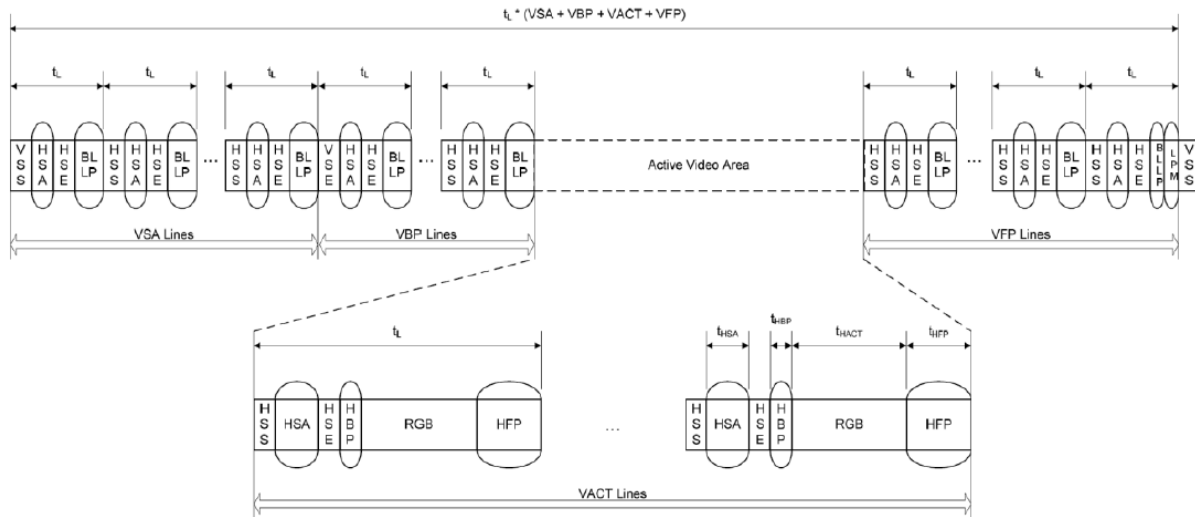 tL * (VSA + VBP + VACT + VFP)
tL tL tL tL tL tL tL tL
VSS HSA HSE BLLP HSS HSA HSE BLLP ... HSS HSA HSE BLLP VSE HSA HSE BLLP ... HSS HSA HSE BLLP Active Video Area HSS HSA HSE BLLP ... HSS HSA HSE BLLP HSS HSA HSE BLLP LPM VSS
VSA Lines VBP Lines VFP Lines
tL tHSA tHBP tHACT tHFP
HSS HSA HSE HBP RGB HFP ... HSS HSA HSE HBP RGB HFP
VACT Lines